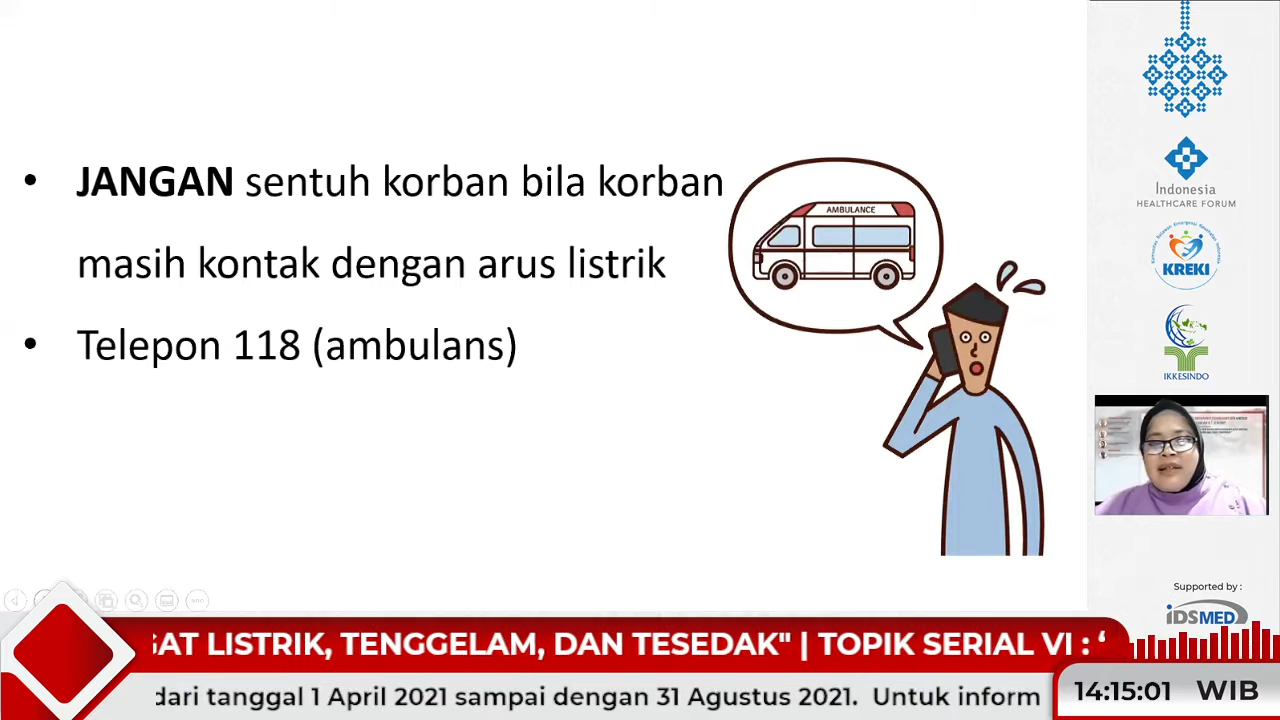 • JANGAN sentuh korban bila korban
masih kontak dengan arus listrik
• Telepon 118 (ambulans)
AMBULANCE
Indonesia
HEALTHCARE FORUM
KREKI
IKKESINDO
Supported by :
iDSMED
GAT LISTRIK, TENGGELAM, DAN TESEDAK" | TOPIK SERIAL VI : “
dari tanggal 1 April 2021 sampai dengan 31 Agustus 2021. Untuk inform
14:15:01 WIB